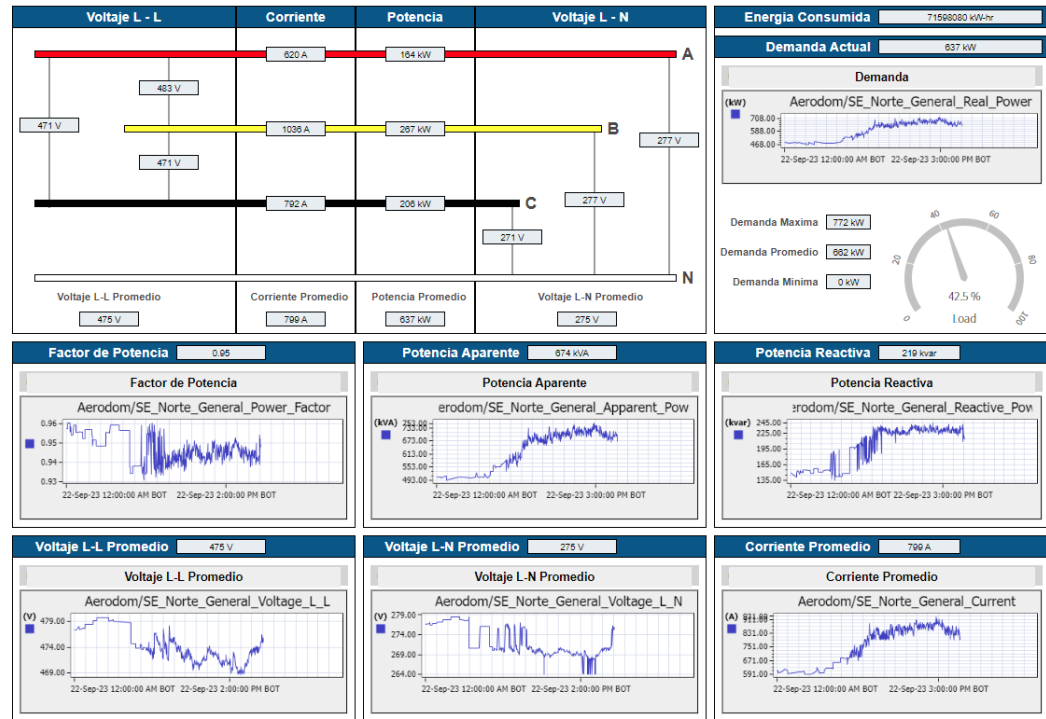 Voltaje L - L Corriente Potencia Voltaje L - N
620 A 164 kW A
483 V
471 V 1036 A 267 kW B
277 V
471 V
792 A 206 kW C 277 V
271 V
N
Voltaje L-L Promedio Corriente Promedio Potencia Promedio Voltaje L-N Promedio
475 V 799 A 637 kW 275 V
Energia Consumida 71598080 kW-hr
Demanda Actual 637 kW
Demanda
(kW) Aerodom/SE_Norte_General_Real_Power
708.00
588.00
468.00
22-Sep-23 12:00:00 AM BOT 22-Sep-23 3:00:00 PM BOT
Demanda Maxima 772 kW
Demanda Promedio 662 kW
Demanda Minima 0 kW
0 20 40 60 80 100
42.5 %
Load
Factor de Potencia 0.95
Factor de Potencia
Aerodom/SE_Norte_General_Power_Factor
0.96
0.95
0.94
0.93
22-Sep-23 12:00:00 AM BOT 22-Sep-23 2:00:00 PM BOT
Potencia Aparente 674 kVA
Potencia Aparente
erodom/SE_Norte_General_Apparent_Pow
(kVA)
673.00
613.00
553.00
493.00
22-Sep-23 12:00:00 AM BOT 22-Sep-23 3:00:00 PM BOT
Potencia Reactiva 219 kvar
Potencia Reactiva
erodom/SE_Norte_General_Reactive_Pow
(kvar) 245.00
225.00
195.00
165.00
135.00
22-Sep-23 12:00:00 AM BOT 22-Sep-23 3:00:00 PM BOT
Voltaje L-L Promedio 475 V
Voltaje L-L Promedio
Aerodom/SE_Norte_General_Voltage_L_L
(V) 479.00
474.00
469.00
22-Sep-23 12:00:00 AM BOT 22-Sep-23 2:00:00 PM BOT
Voltaje L-N Promedio 275 V
Voltaje L-N Promedio
Aerodom/SE_Norte_General_Voltage_L_N
(V) 279.00
274.00
269.00
264.00
22-Sep-23 12:00:00 AM BOT 22-Sep-23 2:00:00 PM BOT
Corriente Promedio 799 A
Corriente Promedio
Aerodom/SE_Norte_General_Current
(A)
831.00
751.00
671.00
591.00
22-Sep-23 12:00:00 AM BOT 22-Sep-23 3:00:00 PM BOT